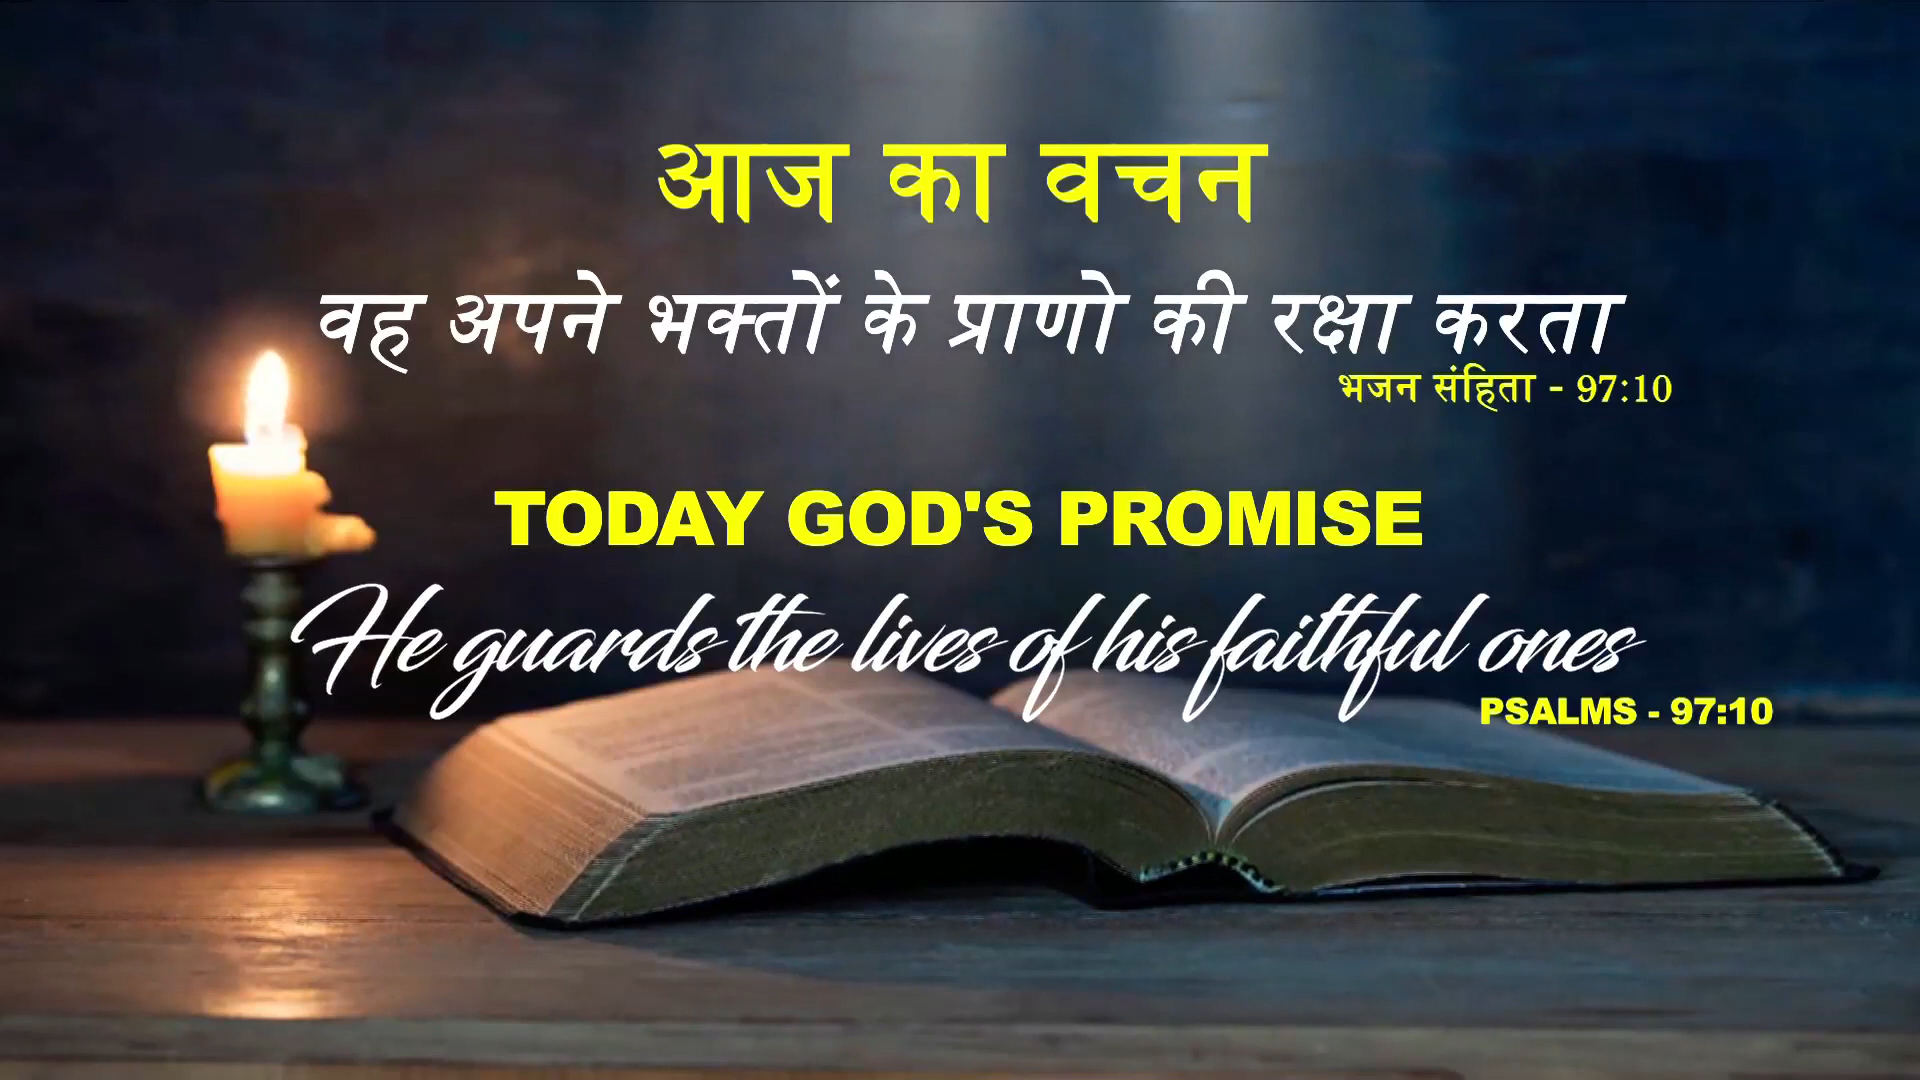 आज का वचन
वह अपने भक्तों के प्राणो की रक्षा करता
भजन संहिता - 97:10
TODAY GOD'S PROMISE
He guards the lives of his faithful ones
PSALMS - 97:10